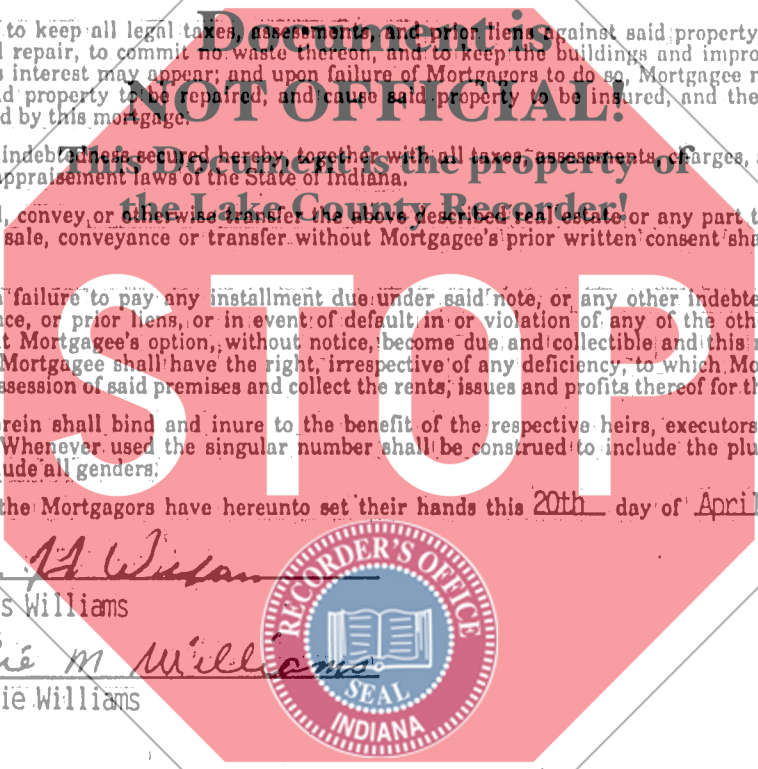 to keep all legal taxes, assessments, and prior liens against said property
Document is
repair, to commit no waste thereon, and to keep the buildings and impro
s interest may appear; and upon failure of Mortgagors to do so, Mortgagee
d property to be repaired, and cause said property to be insured, and the
NOT OFFICIAL!
d by this mortgage.
indebtedness secured hereby, together with all taxes, assessments, charges,
This Document is the property of
appraisement laws of the State of Indiana.
, convey or otherwise transfer the above described real estate or any part t
the Lake County Recorder!
sale, conveyance or transfer without Mortgagee's prior written consent sha
STOP
failure to pay any installment due under said note, or any other indebte
ce, or prior liens, or in event of default in or violation of any of the oth
t Mortgagee's option, without notice, become due and collectible and this
Mortgagee shall have the right, irrespective of any deficiency, to which Mo
ssession of said premises and collect the rents, issues and profits thereof for th
rein shall bind and inure to the benefit of the respective heirs, executors
Whenever used the singular number shall be construed to include the plu
ude all genders.
the Mortgagors have hereunto set their hands this 20th day of April
s Williams
ie M Williams
ie Williams
RECORDER'S OFFICE
SEAL
INDIANA